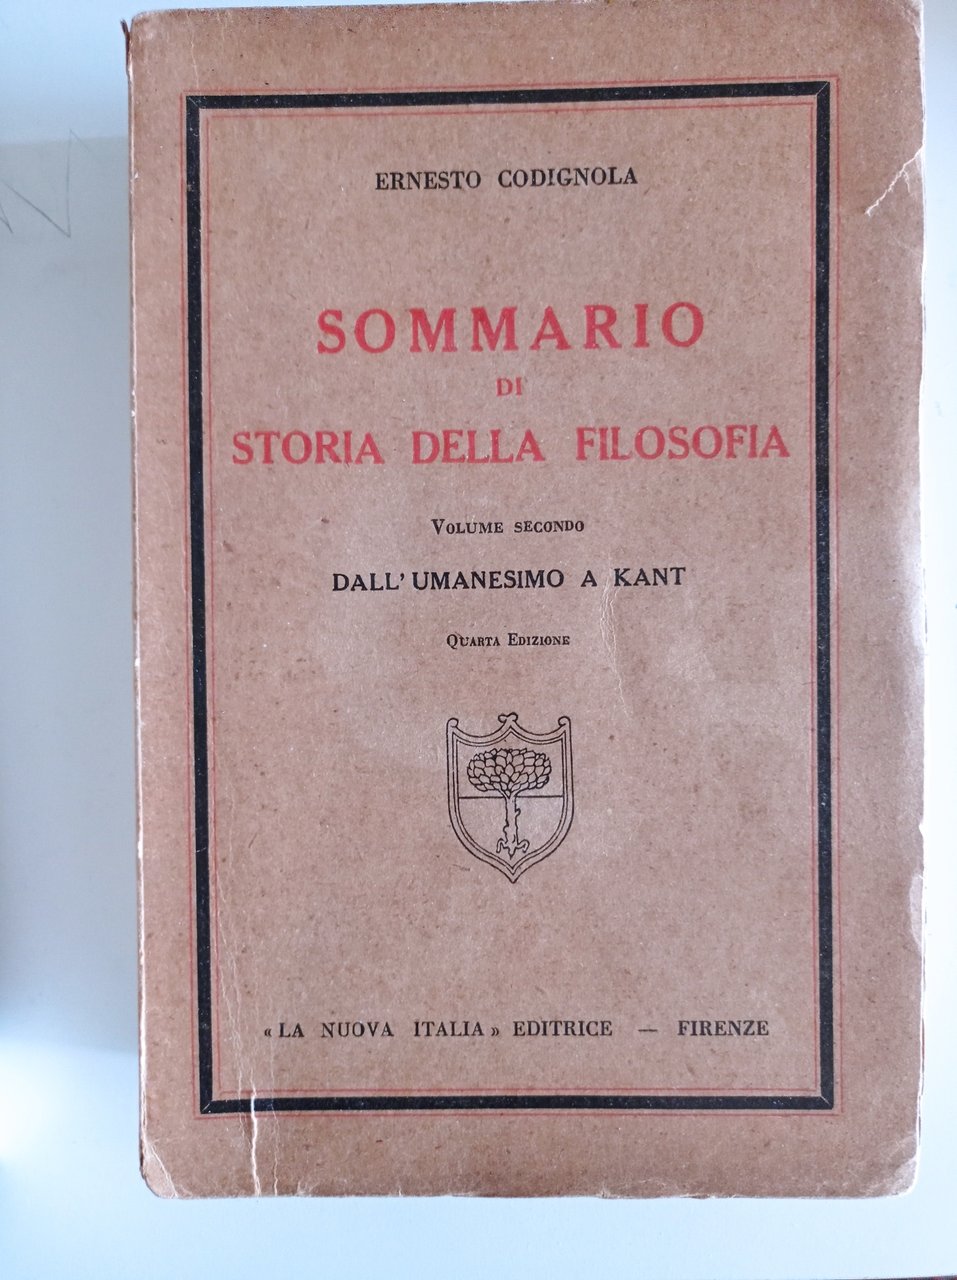 ERNESTO CODIGNOLA
SOMMARIO
DI
STORIA DELLA FILOSOFIA
VOLUME SECONDO
DALL' UMANESIMO A KANT
QUARTA EDIZIONE
« LA NUOVA ITALIA » EDITRICE — FIRENZE